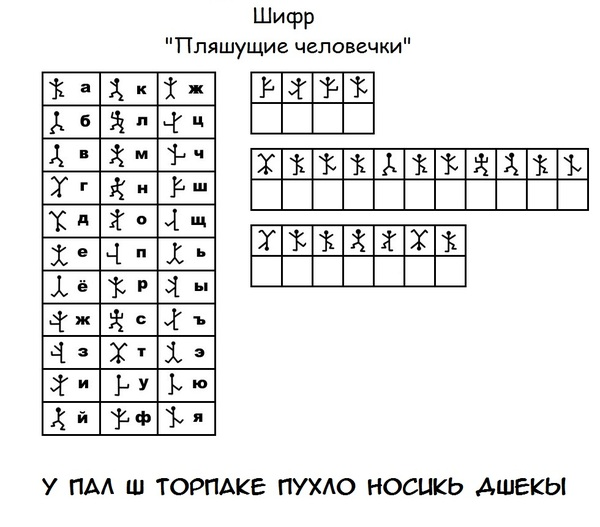 Шифр
"Пляшущие человечки"
а к ж
б л ц
в м ч
г н ш
д о щ
е п ь
ё р ы
ж с ъ
з т э
и у ю
й ф я
У ПАЛ Ш ТОРПАКЕ ПУХЛО НОСИКЬ ДШЕКЫ